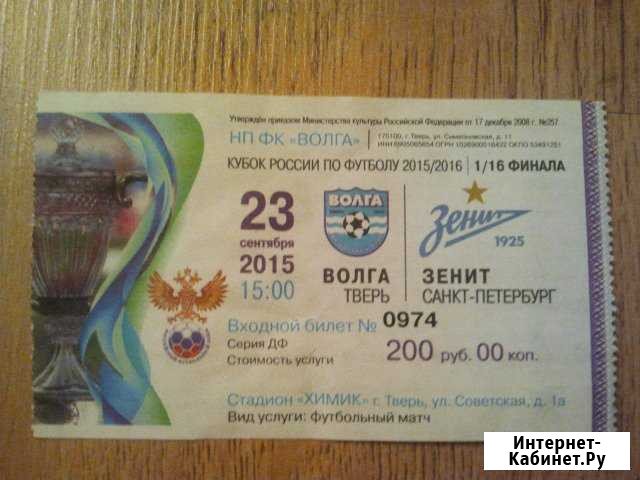 Утверждён приказом Министерства культуры Российской Федерации от 17 декабря 2008 г. №257
НП ФК «ВОЛГА»
170100, г. Тверь, ул. Симеоновская, д. 11
КУБОК РОССИИ ПО ФУТБОЛУ 2015/2016
1/16 ФИНАЛА
23
сентября
2015
15:00
ВОЛГА
Зенит
1925
ВОЛГА
ТВЕРЬ
ЗЕНИТ
САНКТ-ПЕТЕРБУРГ
Входной билет № 0974
Серия ДФ
Стоимость услуги
200 руб. 00 коп.
Стадион «ХИМИК» г. Тверь, ул. Советская, д. 1а
Вид услуги: футбольный матч
Интернет-
Кабинет.Ру